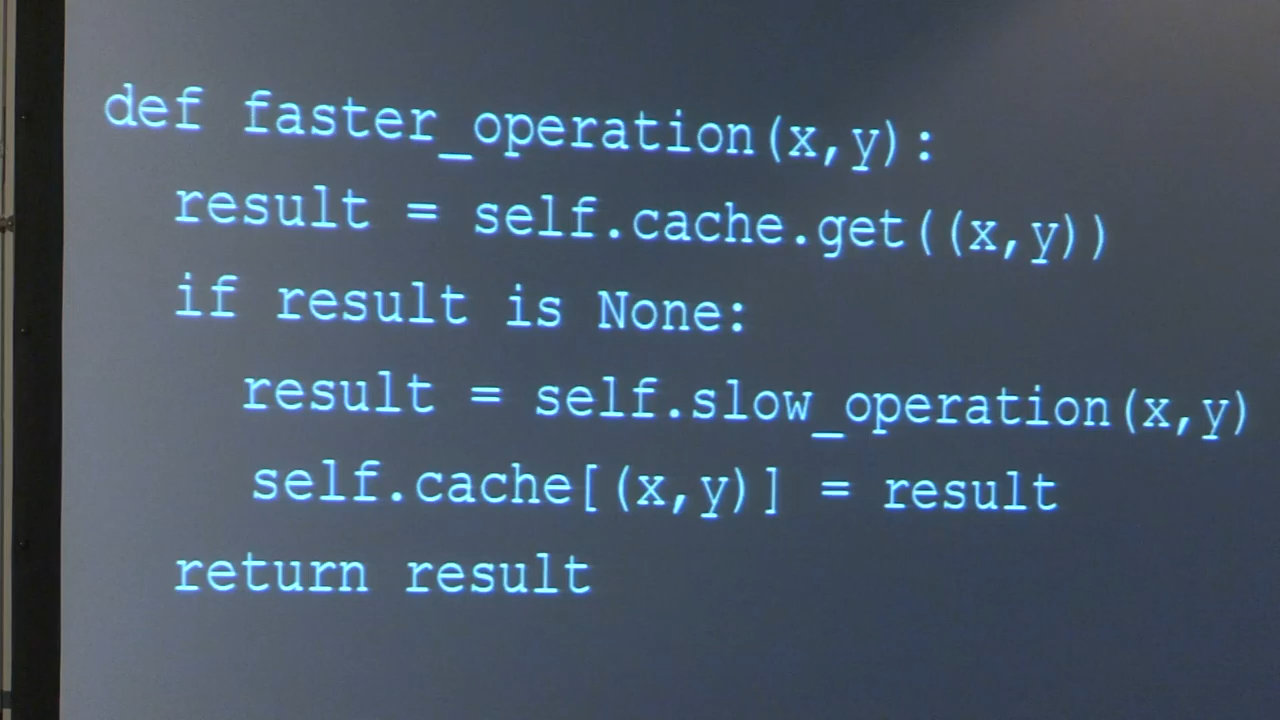 def faster_operation(x,y):
result = self.cache.get((x,y))
if result is None:
result = self.slow_operation(x,y)
self.cache[(x,y)] = result
return result